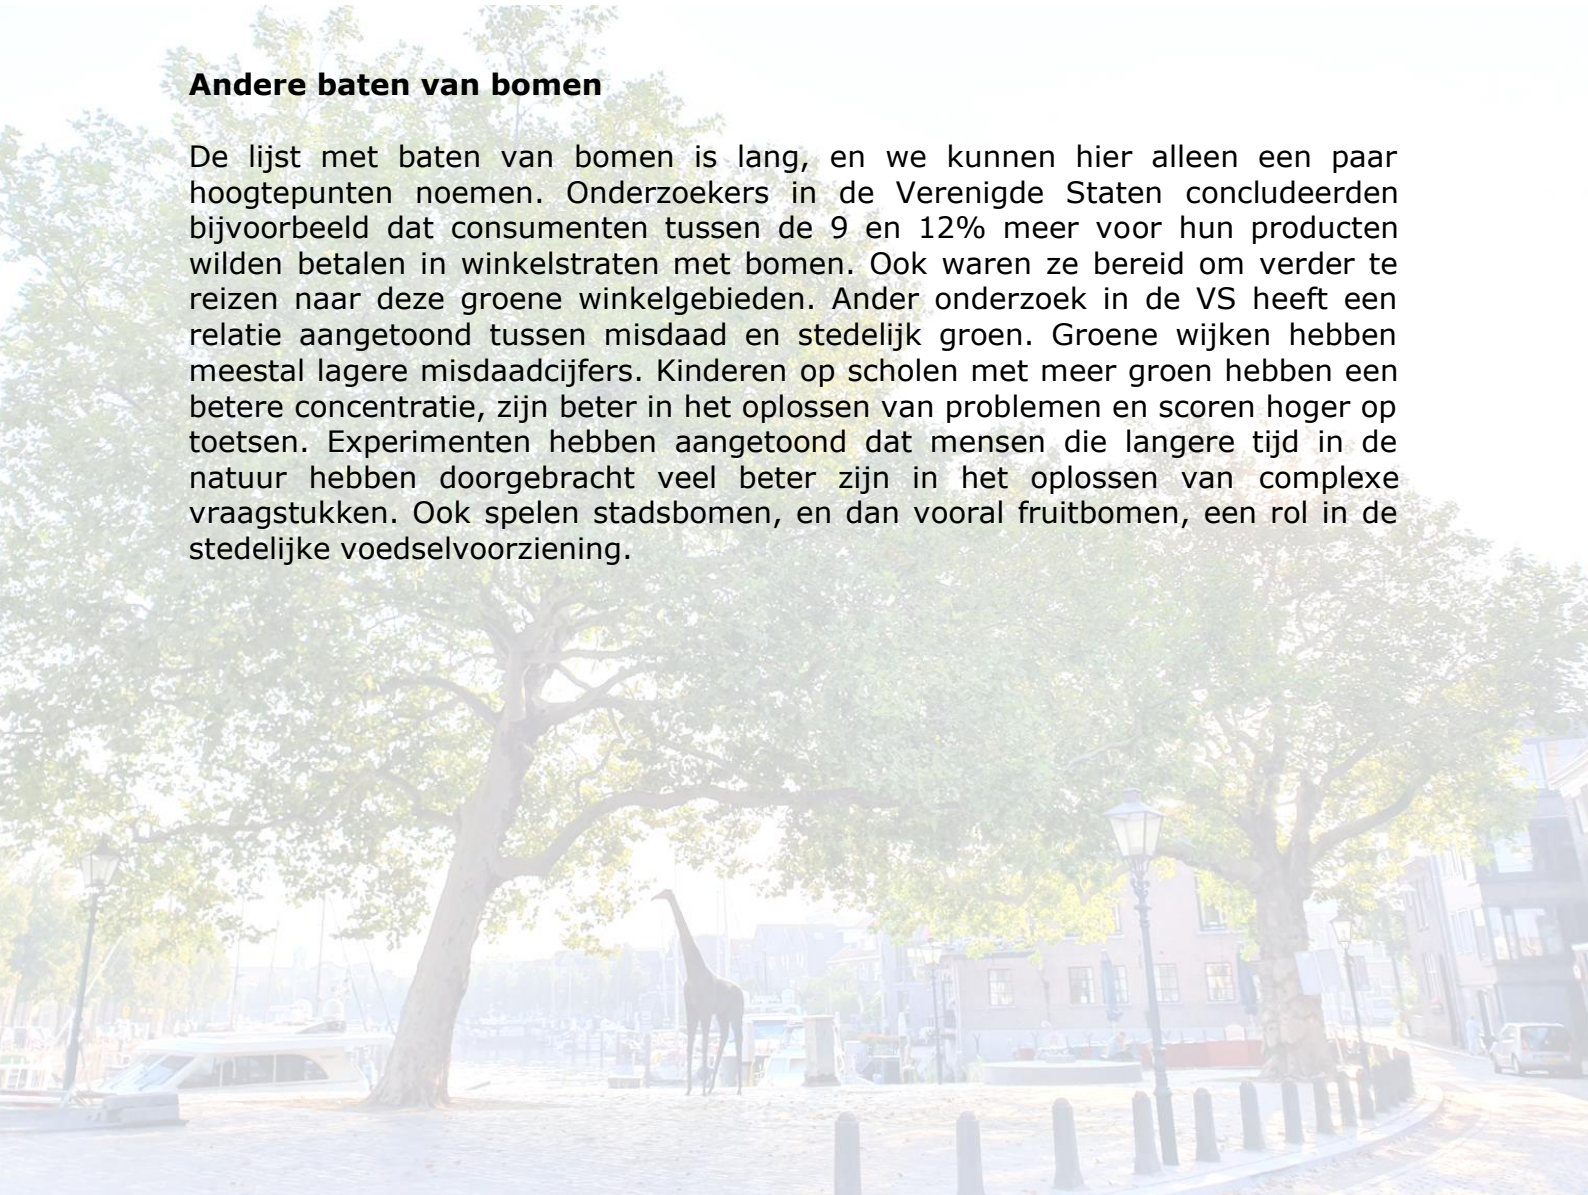 Andere baten van bomen
De lijst met baten van bomen is lang, en we kunnen hier alleen een paar
hoogtepunten noemen. Onderzoekers in de Verenigde Staten concludeerden
bijvoorbeeld dat consumenten tussen de 9 en 12% meer voor hun producten
wilden betalen in winkelstraten met bomen. Ook waren ze bereid om verder te
reizen naar deze groene winkelgebieden. Ander onderzoek in de VS heeft een
relatie aangetoond tussen misdaad en stedelijk groen. Groene wijken hebben
meestal lagere misdaadcijfers. Kinderen op scholen met meer groen hebben een
betere concentratie, zijn beter in het oplossen van problemen en scoren hoger op
toetsen. Experimenten hebben aangetoond dat mensen die langere tijd in de
natuur hebben doorgebracht veel beter zijn in het oplossen van complexe
vraagstukken. Ook spelen stadsbomen, en dan vooral fruitbomen, een rol in de
stedelijke voedselvoorziening.